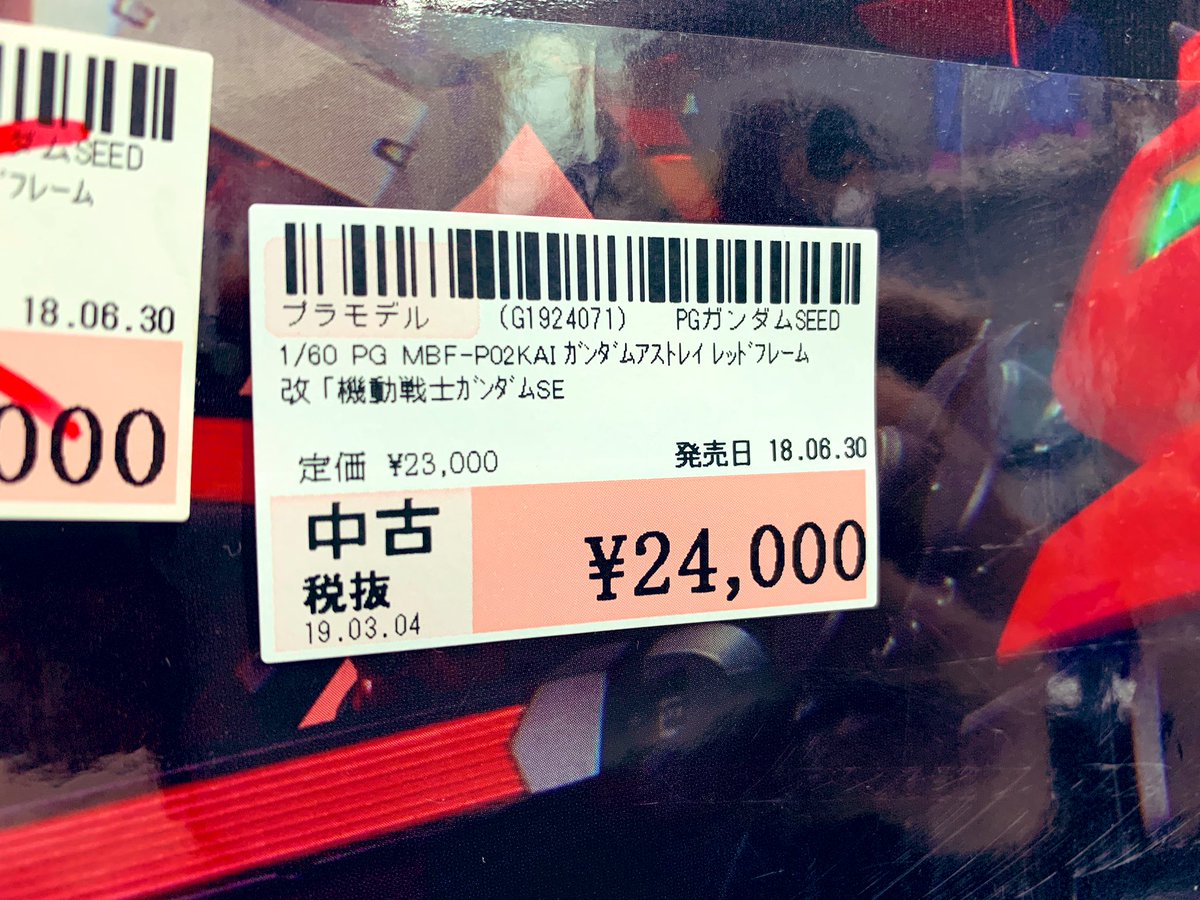 ダムSEED
ドフレーム
18.06.30
000
プラモデル (G1924071) PGガンダムSEED
1/60 PG MBF-P02KAI ガンダムアストレイ レッドフレーム
改「機動戦士ガンダムSE
定価 ¥23,000 発売日 18.06.30
中古 ¥24,000
税抜
19.03.04